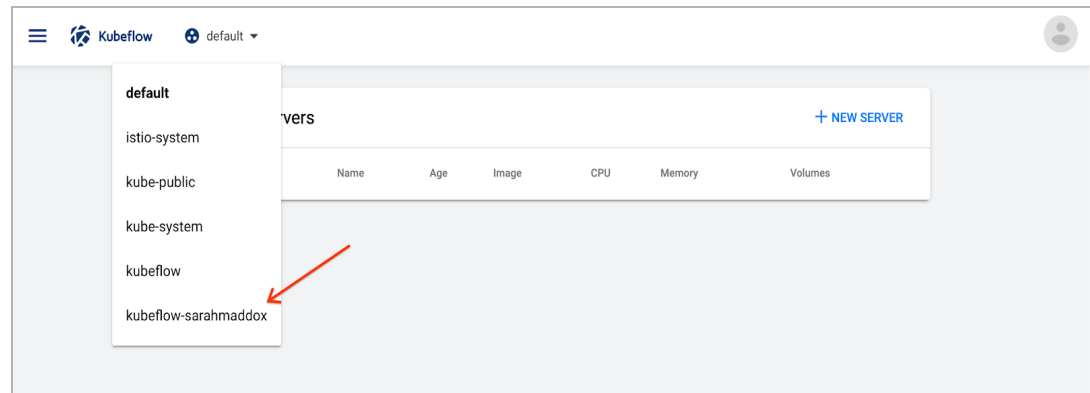 Kubeflow default
default
istio-system
kube-public
kube-system
kubeflow
kubeflow-sarahmaddox
+ NEW SERVER
Name Age Image CPU Memory Volumes